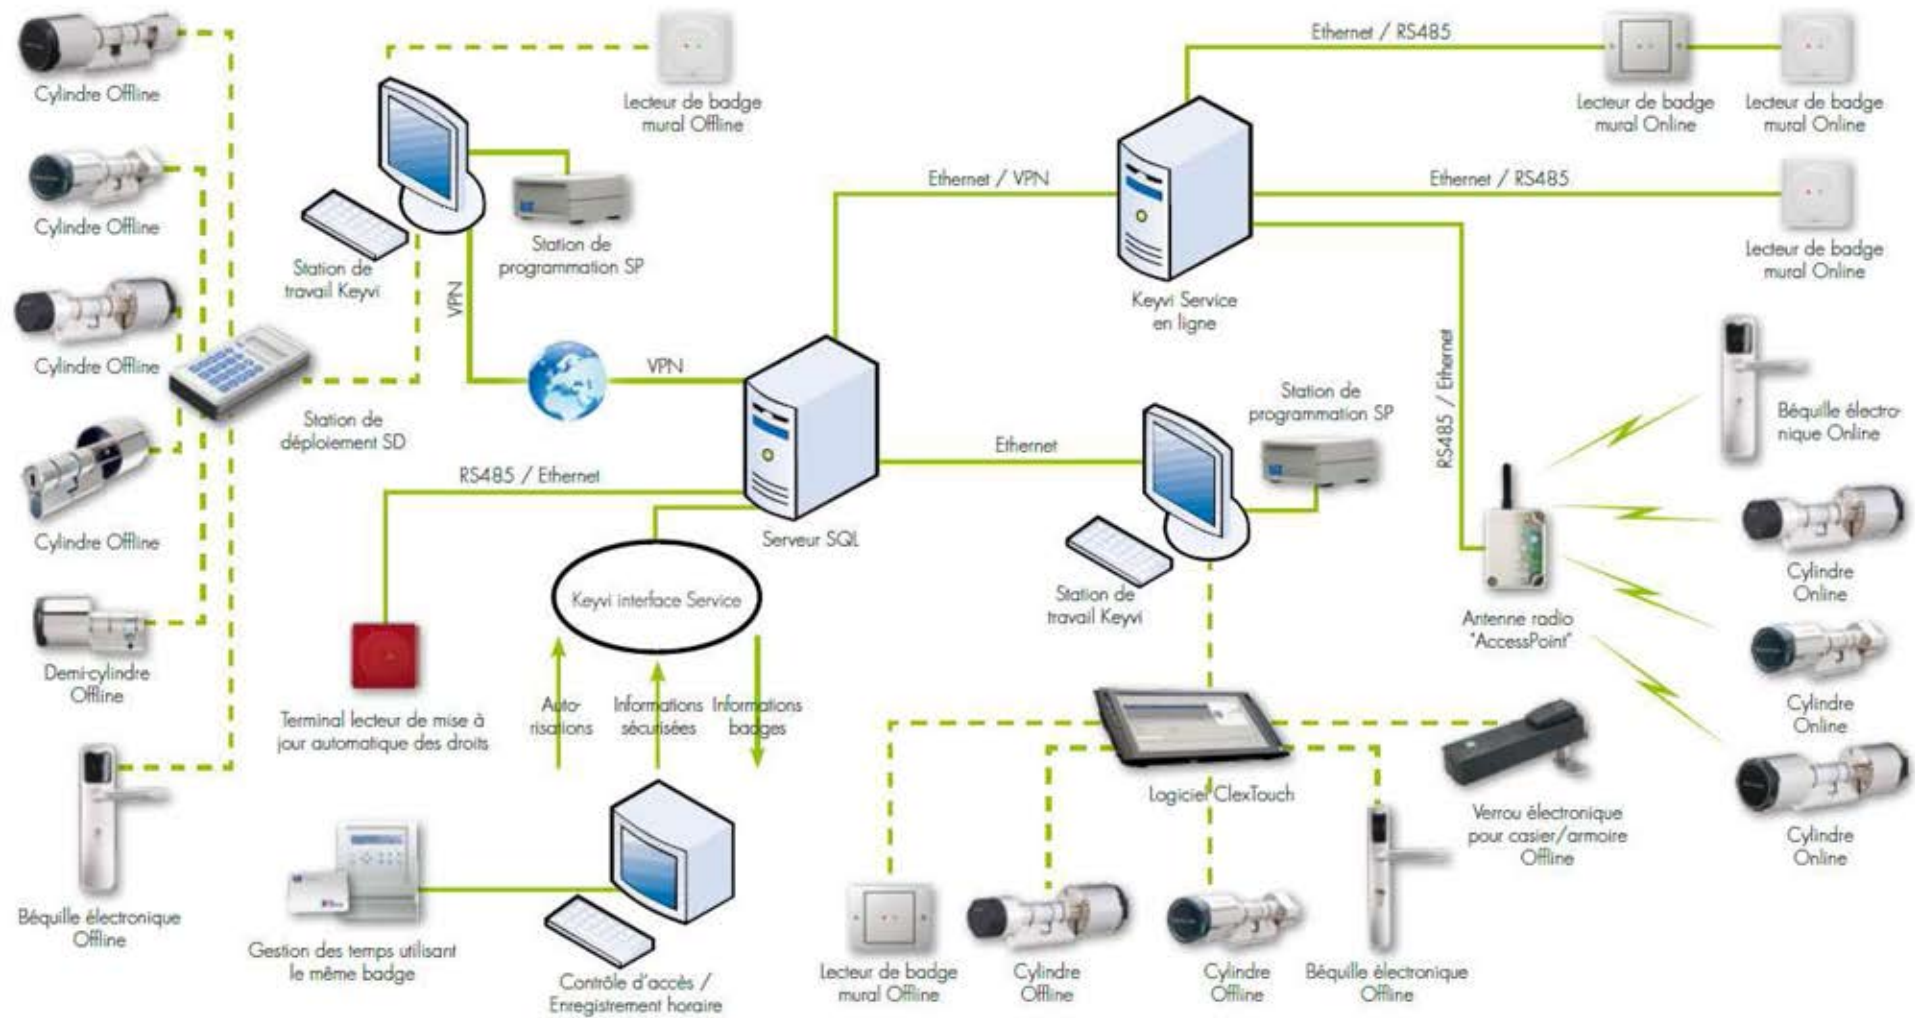 Cylindre Offline
Cylindre Offline
Cylindre Offline
Cylindre Offline
Demi-cylindre
Offline
Béquille électronique
Offline
Station de
déploiement SD
Station de
travail Keyvi
Station de
programmation SP
Lecteur de badge
mural Offline
VPN
VPN
RS485 / Ethernet
Terminal lecteur de mise à
jour automatique des droits
Keyvi interface Service
Auto-
risations
Informations
sécurisées
Informations
badges
Gestion des temps utilisant
le même badge
Contrôle d'accès /
Enregistrement horaire
Serveur SQL
Ethernet / VPN
Ethernet
Keyvi Service
en ligne
Ethernet / RS485
Lecteur de badge
mural Online
Lecteur de badge
mural Online
Ethernet / RS485
Lecteur de badge
mural Online
RS485 / Ethernet
Station de
programmation SP
Station de
travail Keyvi
Antenne radio
"AccessPoint"
Béquille électro-
nique Online
Cylindre
Online
Cylindre
Online
Cylindre
Online
Logiciel ClexTouch
Verrou électronique
pour casier/armoire
Offline
Lecteur de badge
mural Offline
Cylindre
Offline
Cylindre
Offline
Béquille électronique
Offline